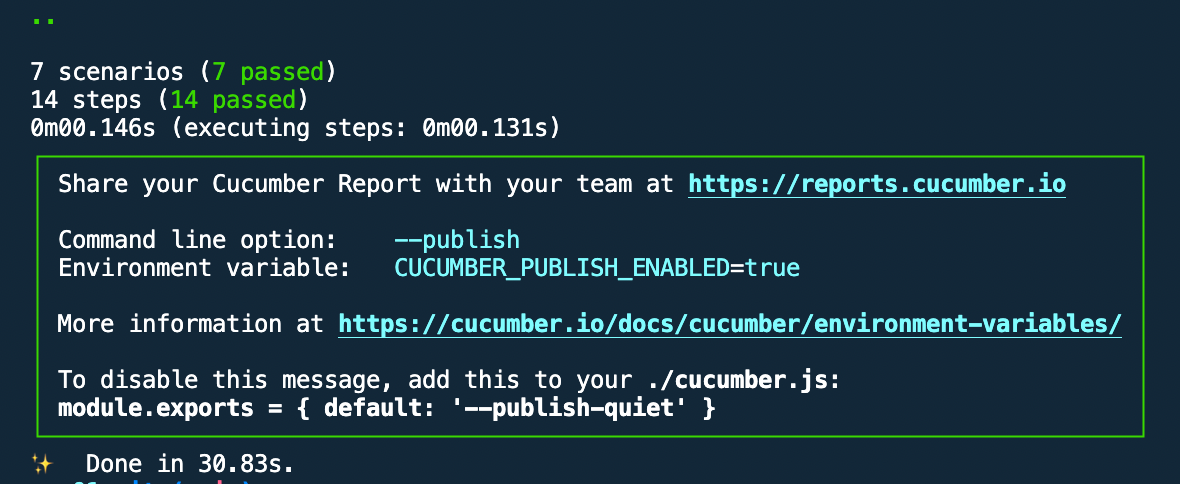 ..
7 scenarios (7 passed)
14 steps (14 passed)
0m00.146s (executing steps: 0m00.131s)
Share your Cucumber Report with your team at https://reports.cucumber.io
Command line option: --publish
Environment variable: CUCUMBER_PUBLISH_ENABLED=true
More information at https://cucumber.io/docs/cucumber/environment-variables/
To disable this message, add this to your ./cucumber.js:
module.exports = { default: '--publish-quiet' }
✨ Done in 30.83s.